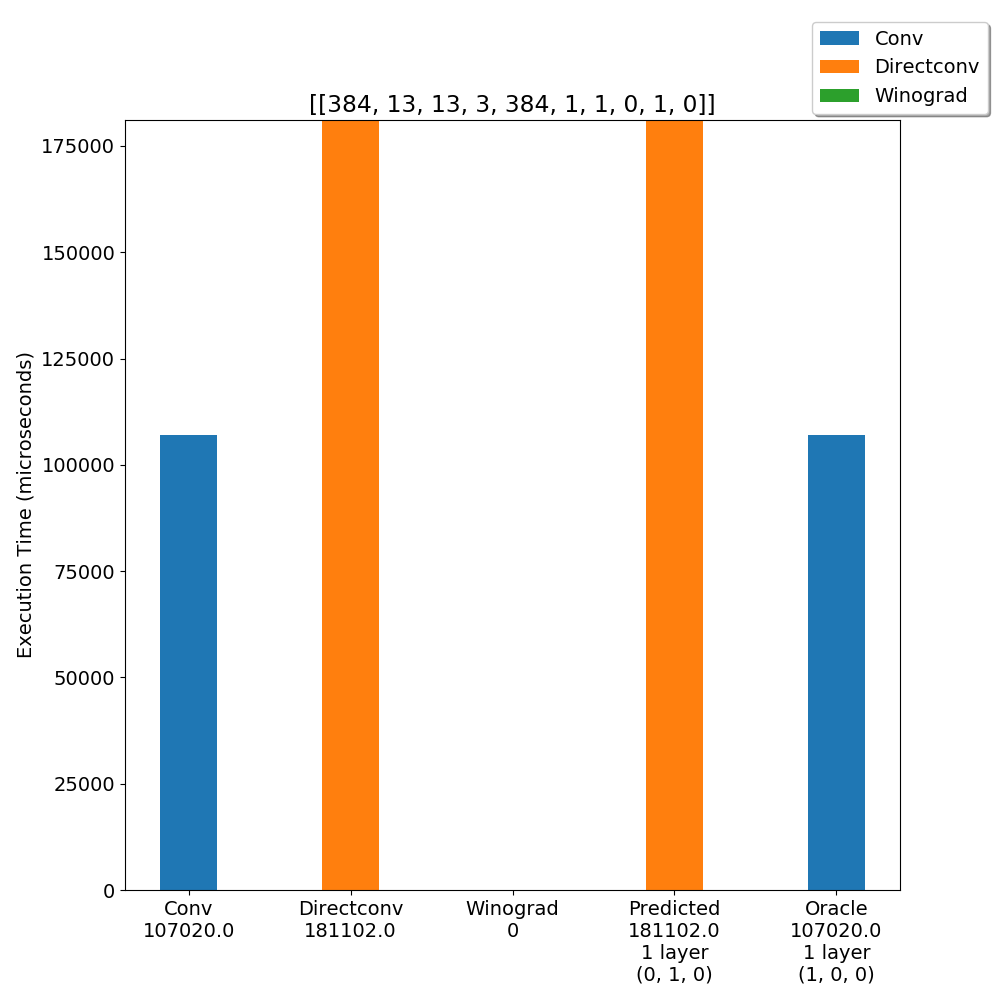 Conv
Directconv
Winograd
[[384, 13, 13, 3, 384, 1, 1, 0, 1, 0]]
Execution Time (microseconds)
175000
150000
125000
100000
75000
50000
25000
0
Conv
107020.0
Directconv
181102.0
Winograd
0
Predicted
181102.0
1 layer
(0, 1, 0)
Oracle
107020.0
1 layer
(1, 0, 0)